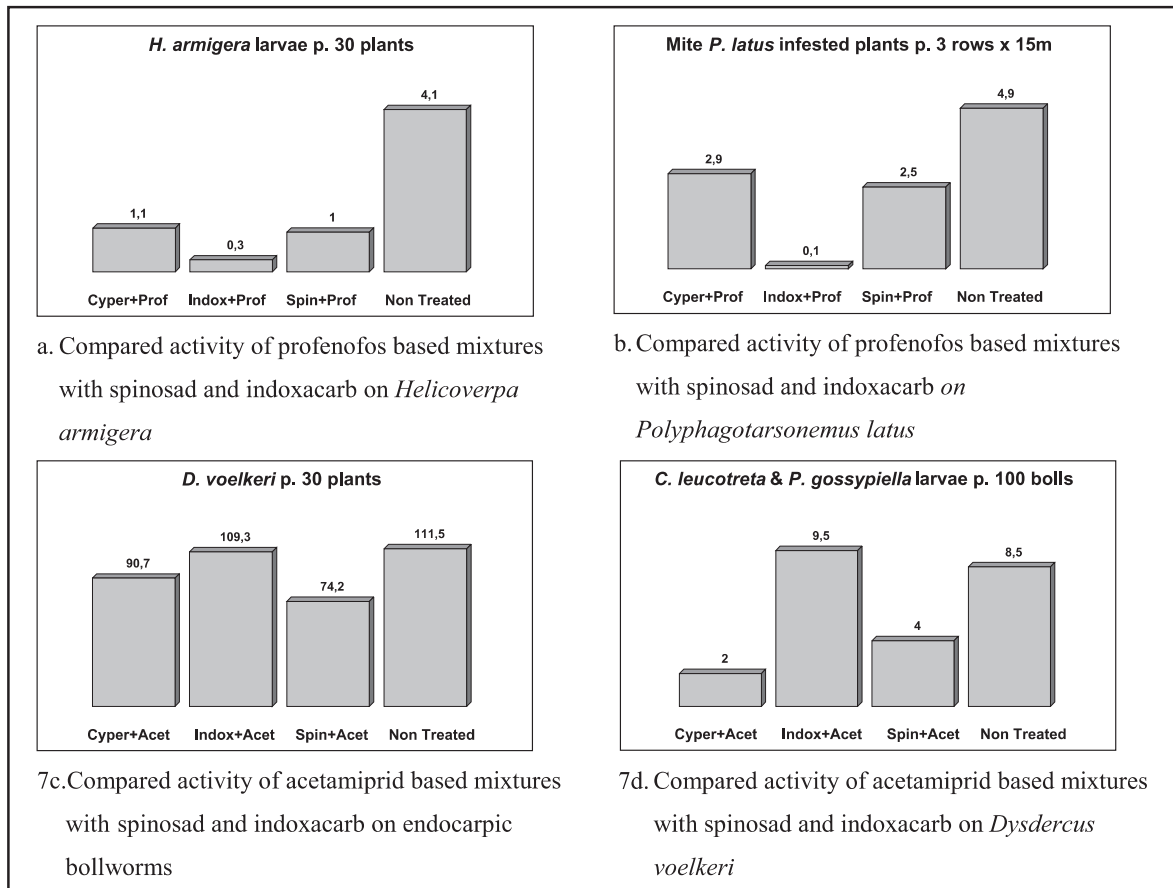 H. armigera larvae p. 30 plants
4,1
1,1
0,3
1
Cyper+Prof Indox+Prof Spin+Prof Non Treated
a. Compared activity of profenofos based mixtures
with spinosad and indoxacarb on Helicoverpa
armigera
Mite P. latus infested plants p. 3 rows x 15m
4,9
2,9
2,5
0,1
Cyper+Prof Indox+Prof Spin+Prof Non Treated
b. Compared activity of profenofos based mixtures
with spinosad and indoxacarb on
Polyphagotarsonemus latus
D. voelkeri p. 30 plants
109,3
111,5
90,7
74,2
Cyper+Acet Indox+Acet Spin+Acet Non Treated
7c.Compared activity of acetamiprid based mixtures
with spinosad and indoxacarb on endocarpic
bollworms
C. leucotreta & P. gossypiella larvae p. 100 bolls
9,5
8,5
4
2
Cyper+Acet Indox+Acet Spin+Acet Non Treated
7d. Compared activity of acetamiprid based mixtures
with spinosad and indoxacarb on Dysdercus
voelkeri